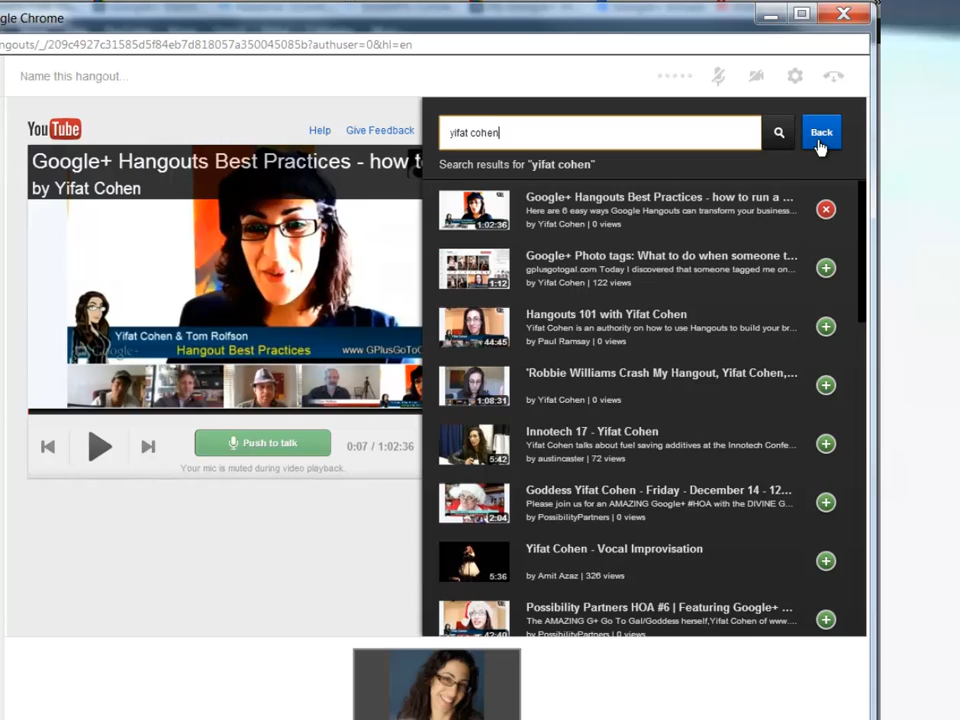 gle Chrome
ngouts/_/209c4927c31585d5f84eb7d818057a350045085b?authuser=0&hl=en
Name this hangout...
YouTube
Help Give Feedback
yifat cohen
Back
Search results for "yifat cohen"
Google+ Hangouts Best Practices - how t
by Yifat Cohen
Yifat Cohen & Tom Rolfson
Google+ Hangout Best Practices www.GPlusGoToG
Push to talk
0:07 / 1:02:36
Your mic is muted during video playback.
Google+ Hangouts Best Practices - how to run a ...
Here are 6 easy ways Google Hangouts can transform your business...
1:02:36 by Yifat Cohen | 0 views
Google+ Photo tags: What to do when someone t...
gplusgotogal.com Today I discovered that someone tagged me on...
1:12 by Yifat Cohen | 122 views
Hangouts 101 with Yifat Cohen
Yifat Cohen is an authority on how to use Hangouts to build your br...
44:45 by Paul Ramsay | 0 views
'Robbie Williams Crash My Hangout, Yifat Cohen,...
1:08:31 by Yifat Cohen | 0 views
Innotech 17 - Yifat Cohen
Yifat Cohen talks about fuel saving additives at the Innotech Confe...
5:42 by austincaster | 72 views
Goddess Yifat Cohen - Friday - December 14 - 12...
Please join us for an AMAZING Google+ #HOA with the DIVINE G...
2:04 by PossibilityPartners | 0 views
Yifat Cohen - Vocal Improvisation
5:36 by Amit Azaz | 326 views
Possibility Partners HOA #6 | Featuring Google+ ...
The AMAZING G+ Go To Gal/Goddess herself,Yifat Cohen of www...
42:40 by PossibilityPartners | 0 views